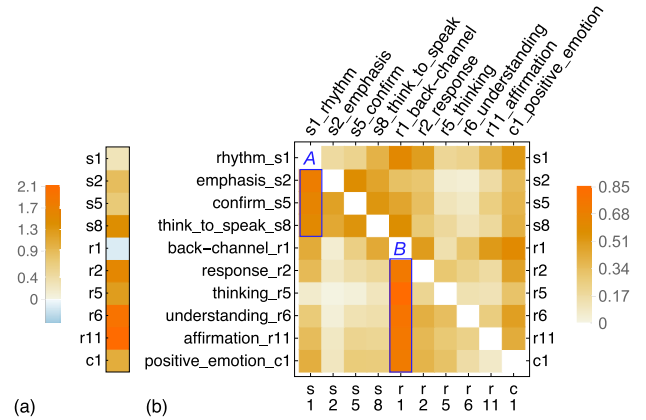 s1_rhythm
s2_emphasis
s5_confirm
s8_think_to_speak
r1_back-channel
r2_response
r5_thinking
r6_understanding
r11_affirmation
c1_positive_emotion
s1
s2
s5
s8
r1
r2
r5
r6
r11
c1
2.1
1.7
1.3
0.9
0.4
0
(a)
rhythm_s1
emphasis_s2
confirm_s5
think_to_speak_s8
back-channel_r1
response_r2
thinking_r5
understanding_r6
affirmation_r11
positive_emotion_c1
A
B
s1
s2
s5
s8
r1
r2
r5
r6
r11
c1
0.85
0.68
0.51
0.34
0.17
0
s s s s r r r r r c
1 2 5 8 1 2 5 6 11 1
(b)